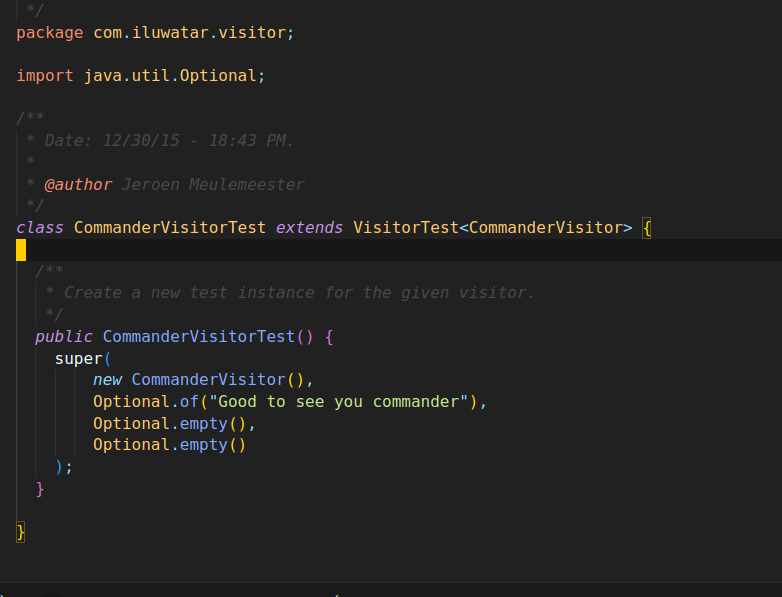 */
package com.iluwatar.visitor;

import java.util.Optional;

/**
 * Date: 12/30/15 - 18:43 PM.
 *
 * @author Jeroen Meulemeester
 */
class CommanderVisitorTest extends VisitorTest<CommanderVisitor> {

  /**
   * Create a new test instance for the given visitor.
   */
  public CommanderVisitorTest() {
    super(
        new CommanderVisitor(),
        Optional.of("Good to see you commander"),
        Optional.empty(),
        Optional.empty()
    );
  }

}